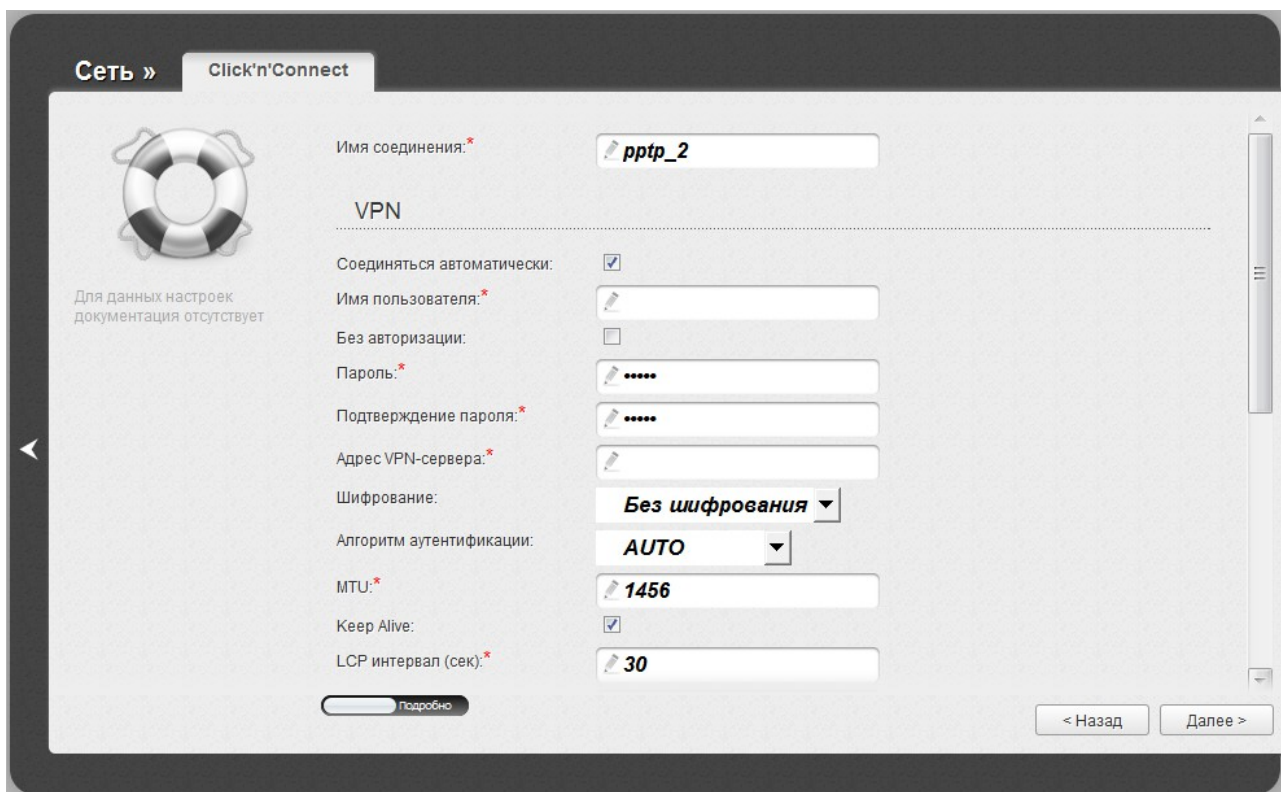 Сеть »
Click'n'Connect
Для данных настроек
документация отсутствует
Имя соединения:*
pptp_2
VPN
Соединяться автоматически:
Имя пользователя:*
Без авторизации:
Пароль:* •••••
Подтверждение пароля:* •••••
Адрес VPN-сервера:*
Шифрование: Без шифрования
Алгоритм аутентификации: AUTO
MTU:* 1456
Keep Alive:
LCP интервал (сек):* 30
Подробно
< Назад Далее >